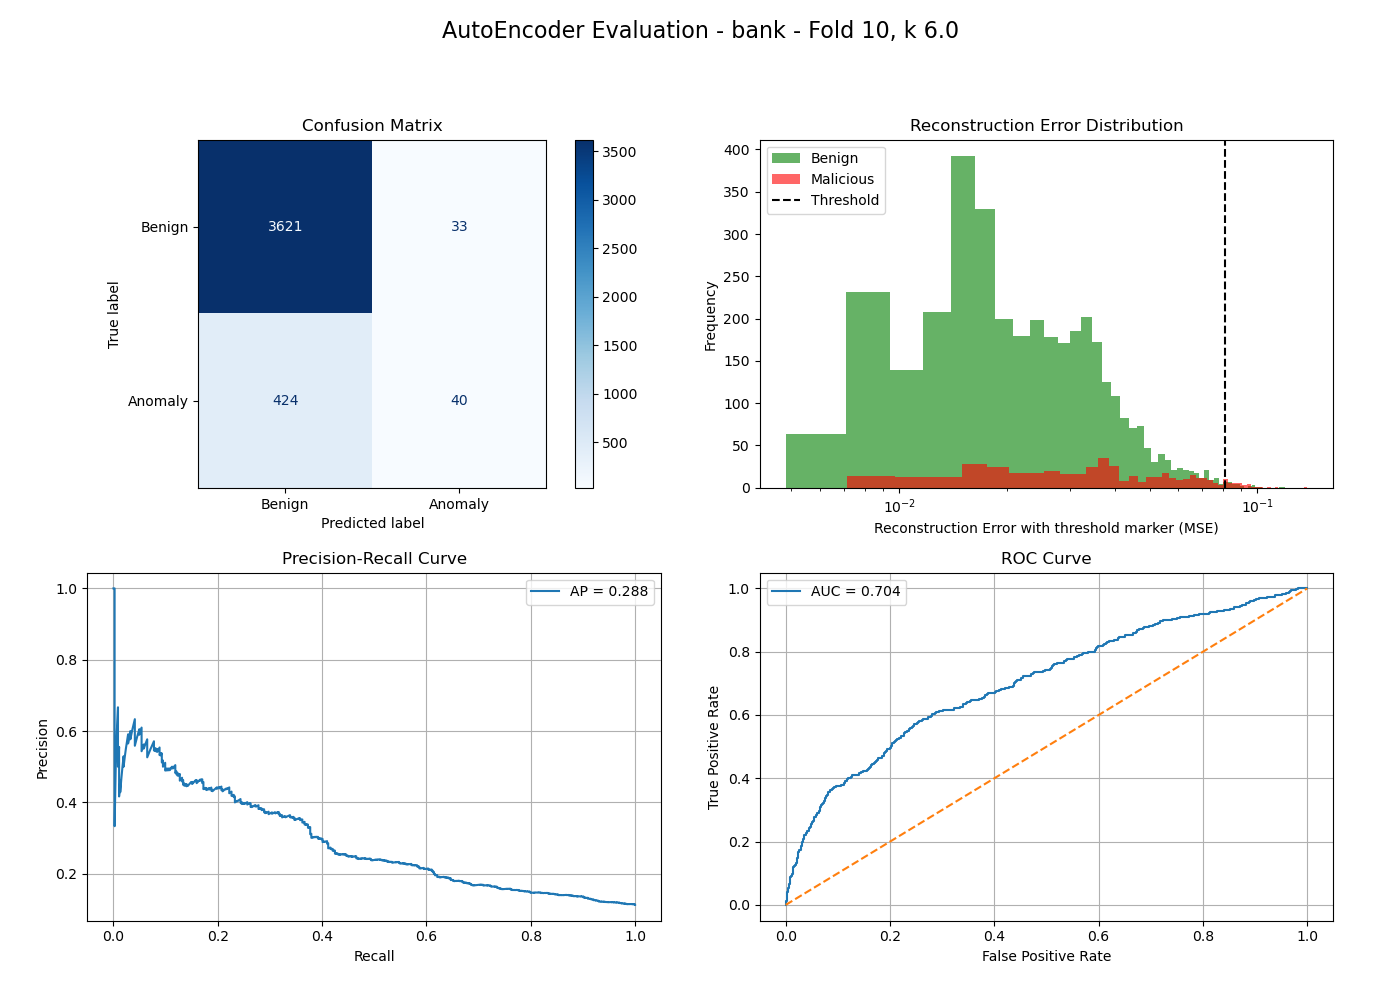 AutoEncoder Evaluation - bank - Fold 10, k 6.0
Confusion Matrix
True label
Benign
Anomaly
3621
33
424
40
Benign
Anomaly
Predicted label
3500
3000
2500
2000
1500
1000
500
Reconstruction Error Distribution
Benign
Malicious
Threshold
Frequency
400
350
300
250
200
150
100
50
0
10⁻²
10⁻¹
Reconstruction Error with threshold marker (MSE)
Precision-Recall Curve
AP = 0.288
Precision
1.0
0.8
0.6
0.4
0.2
0.0
0.2
0.4
0.6
0.8
1.0
Recall
ROC Curve
AUC = 0.704
True Positive Rate
1.0
0.8
0.6
0.4
0.2
0.0
0.0
0.2
0.4
0.6
0.8
1.0
False Positive Rate